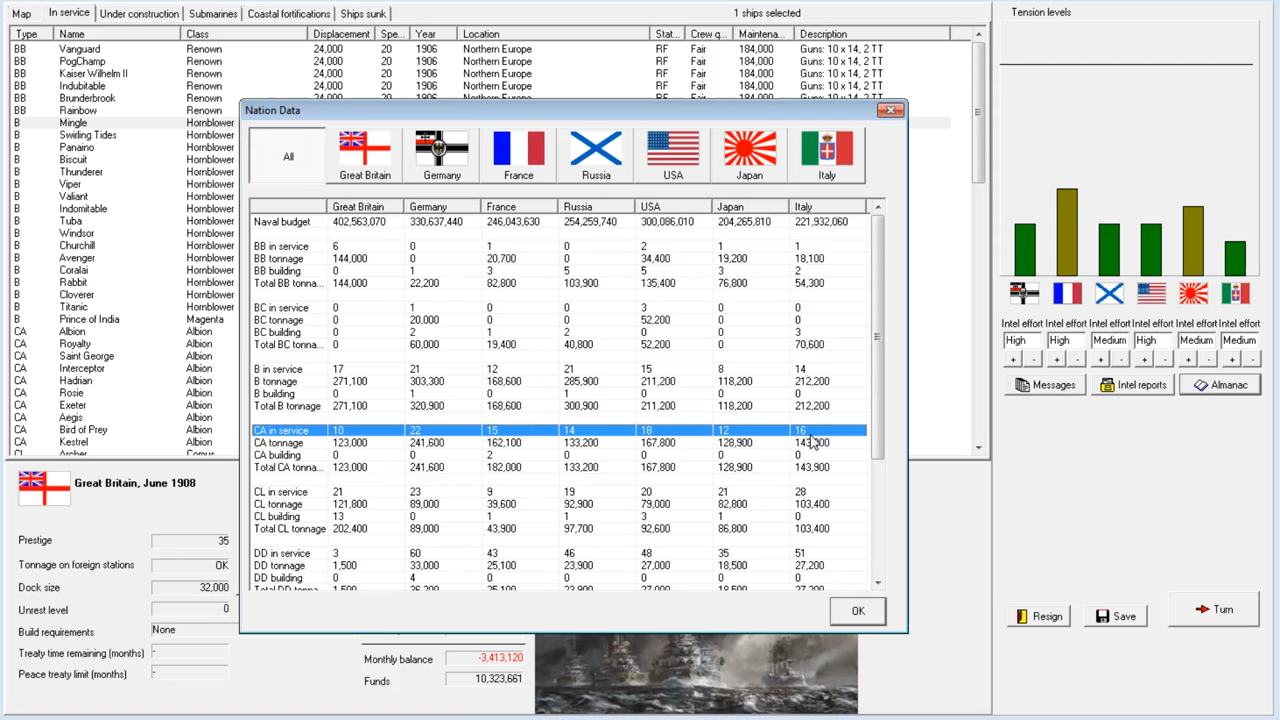 Map In service Under construction Submarines Coastal fortifications Ships sunk 1 ships selected
Type Name Class Displacement Spe... Year Location Stat... Crew q... Maintena... Description
BB Vanguard Renown 24,000 20 1906 Northern Europe RF Fair 184,000 Guns: 10 x 14, 2 TT
BB PogChamp Renown 24,000 20 1906 Northern Europe RF Fair 184,000 Guns: 10 x 14, 2 TT
BB Kaiser Wilhelm II Renown 24,000 20 1906 Northern Europe RF Fair 184,000 Guns: 10 x 14, 2 TT
BB Indubitable Renown 24,000 20 1906 Northern Europe RF Fair 184,000 Guns: 10 x 14, 2 TT
BB Brunderbrook Renown 24,000 20 1906 Northern Europe RF Fair 184,000 Guns: 10 x 14, 2 TT
BB Rainbow Renown
B Mingle Hornblower
B Swirling Tides Hornblower
B Panaino Hornblower
B Biscuit Hornblower
B Thunderer Hornblower
B Viper Hornblower
B Valiant Hornblower
B Indomitable Hornblower
B Tuba Hornblower
B Windsor Hornblower
B Churchill Hornblower
B Avenger Hornblower
B Coralai Hornblower
B Rabbit Hornblower
B Cloverer Hornblower
B Titanic Hornblower
B Prince of India Magenta
CA Albion Albion
CA Royalty Albion
CA Saint George Albion
CA Interceptor Albion
CA Hadrian Albion
CA Rosario Albion
CA Exeter Albion
CA Aegis Albion
CA Bird of Prey Albion
CA Kestrel Albion
Nation Data
All Great Britain Germany France Russia USA Japan Italy
Great Britain Germany France Russia USA Japan Italy
Naval budget 402,563,070 330,637,440 246,043,630 254,259,740 300,086,010 204,265,810 221,932,060
BB in service 6 0 1 0 2 1 1
BB tonnage 144,000 0 20,700 0 34,400 19,200 18,100
BB building 0 1 3 5 5 3 2
Total BB tonna... 144,000 22,200 82,800 103,900 135,400 76,800 54,300
BC in service 0 1 0 0 3 0 0
BC tonnage 0 20,000 0 0 52,200 0 0
BC building 0 2 1 2 0 0 3
Total BC tonna... 0 60,000 19,400 40,800 52,200 0 70,600
B in service 17 21 12 21 15 8 14
B tonnage 271,100 303,300 168,600 285,900 211,200 118,200 212,200
B building 0 1 0 1 0 0 0
Total B tonnage 271,100 320,900 168,600 300,900 211,200 118,200 212,200
CA in service 10 22 15 14 18 12 16
CA tonnage 123,000 241,600 162,100 133,200 167,800 128,900 143,900
CA building 0 0 2 0 0 0 0
Total CA tonna... 123,000 241,600 182,000 133,200 167,800 128,900 143,900
CL in service 21 23 9 19 20 21 28
CL tonnage 121,800 89,000 39,600 92,900 79,000 82,800 103,400
CL building 13 0 1 1 3 1 0
Total CL tonnage 202,400 89,000 43,900 97,700 92,600 86,800 103,400
DD in service 3 60 43 46 48 35 51
DD tonnage 1,500 33,000 25,100 23,900 27,000 18,500 27,200
DD building 0 4 0 0 0 0 0
OK
Tension levels
Intel effort Intel effort Intel effort Intel effort Intel effort Intel effort
High High Medium High Medium Medium
+ - + - + - + - + - + -
Messages Intel reports Almanac
Great Britain, June 1908
Prestige 35
Tonnage on foreign stations OK
Dock size 32,000
Unrest level 0
Build requirements None
Treaty time remaining (months) -
Peace treaty limit (months) -
Monthly balance -3,413,120
Funds 10,323,661
Resign Save Turn